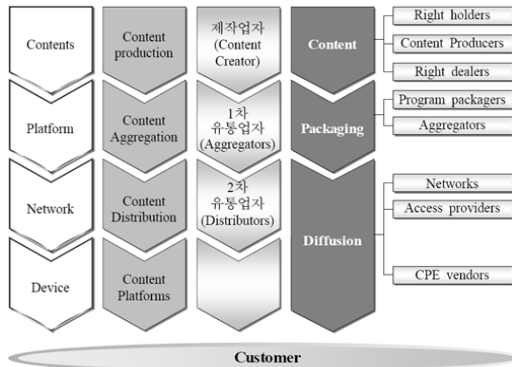 Contents
Platform
Network
Device
Content
production
Content
Aggregation
Content
Distribution
Content
Platforms
제작업자
(Content
Creator)
1차
유통업자
(Aggregators)
2차
유통업자
(Distributors)
Content
Packaging
Diffusion
Right holders
Content Producers
Right dealers
Program packagers
Aggregators
Networks
Access providers
CPE vendors
Customer